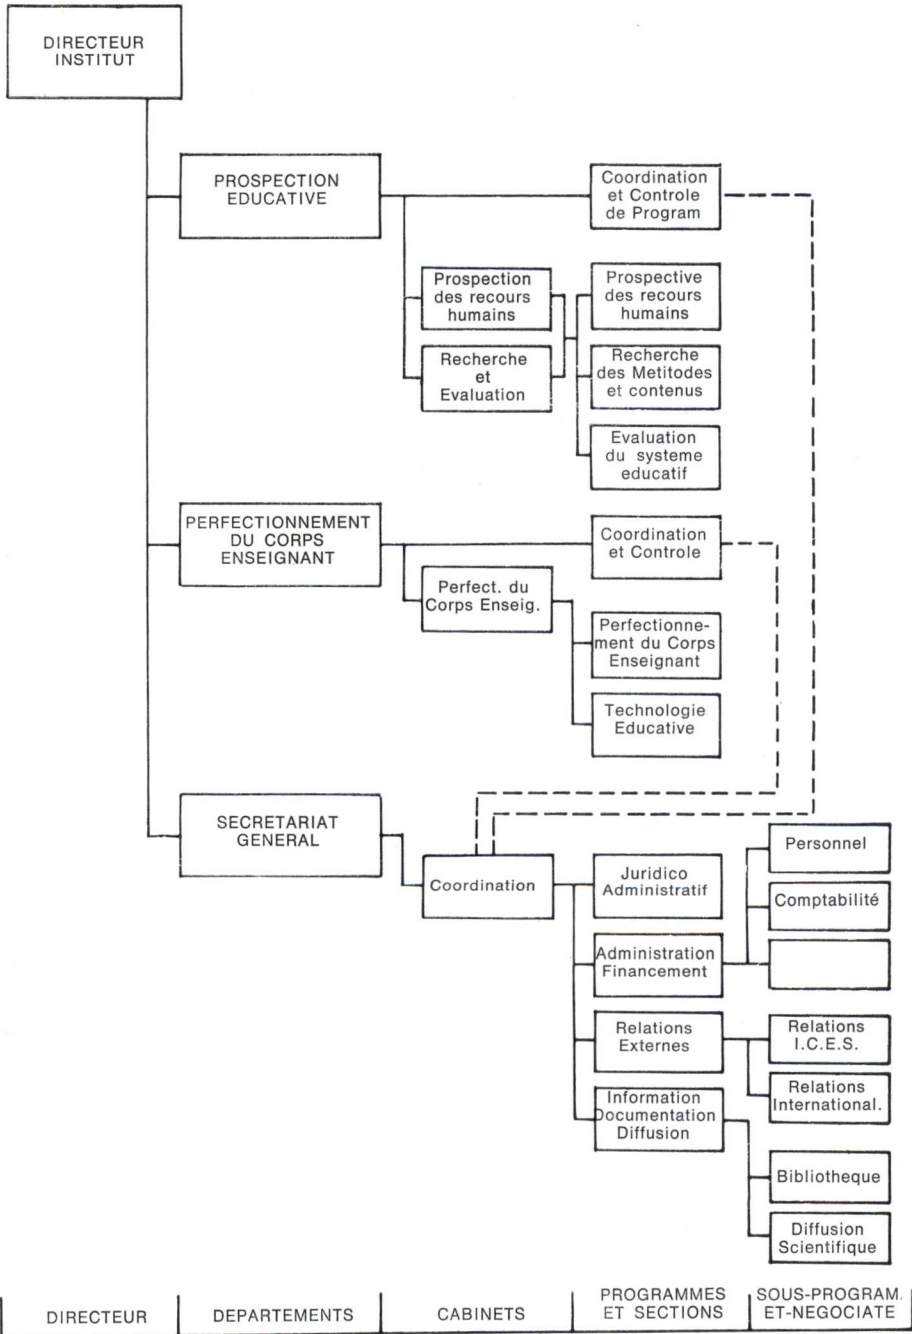 DIRECTEUR
INSTITUT
PROSPECTION
EDUCATIVE
Coordination
et Controle
de Program
Prospection
des recours
humains
Prospective
des recours
humains
Recherche
et
Evaluation
Recherche
des Metitodes
et contenus
Evaluation
du systeme
educatif
PERFECTIONNEMENT
DU CORPS
ENSEIGNANT
Coordination
et Controle
Perfect. du
Corps Enseig.
Perfectionne-
ment du Corps
Enseignant
Technologie
Educative
SECRETARIAT
GENERAL
Coordination
Juridico
Administratif
Personnel
Comptabilité
Administration
Financement
Relations
Externes
Relations
I.C.E.S.
Relations
International.
Information
Documentation
Diffusion
Bibliotheque
Diffusion
Scientifique
DIRECTEUR
DEPARTEMENTS
CABINETS
PROGRAMMES
ET SECTIONS
SOUS-PROGRAM.
ET-NEGOCIATE